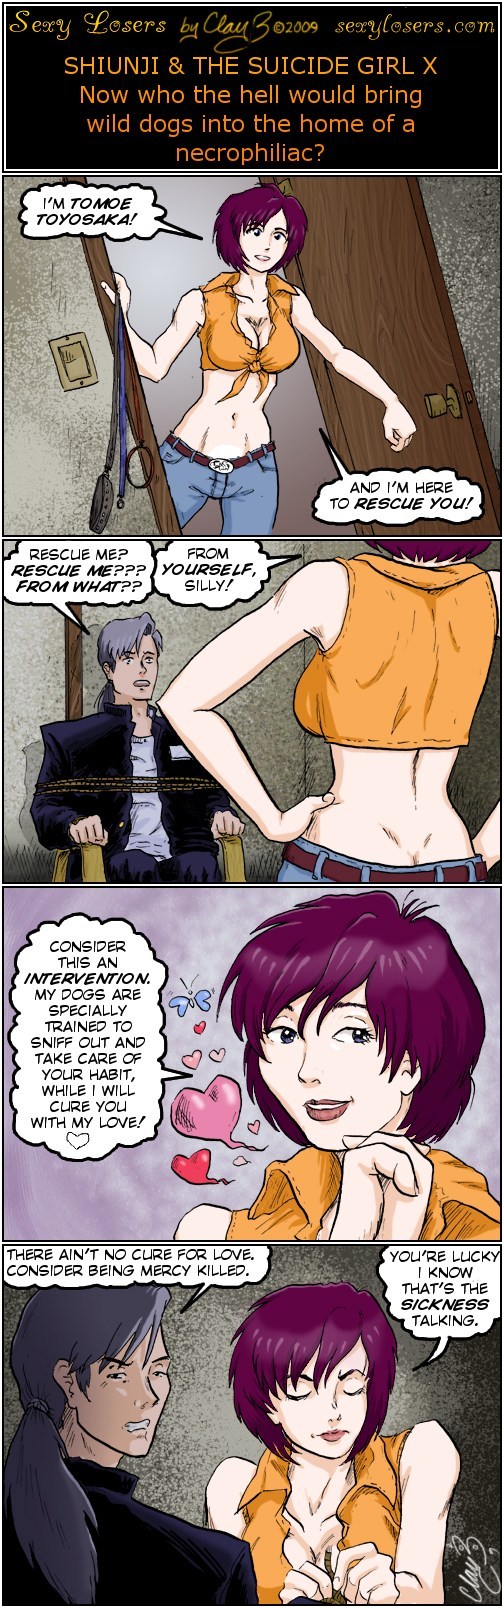 Sexy Losers by Clay 3 ©2009 sexylosers.com
SHIUNJI & THE SUICIDE GIRL X
Now who the hell would bring
wild dogs into the home of a
necrophiliac?
I'M TOMOE
TOYOSAKA!
AND I'M HERE
TO RESCUE YOU!
RESCUE ME?
RESCUE ME???
FROM WHAT??
FROM
YOURSELF,
SILLY!
CONSIDER
THIS AN
INTERVENTION.
MY DOGS ARE
SPECIALLY
TRAINED TO
SNIFF OUT AND
TAKE CARE OF
YOUR HABIT,
WHILE I WILL
CURE YOU
WITH MY LOVE!
♡
THERE AIN'T NO CURE FOR LOVE.
CONSIDER BEING MERCY KILLED.
YOU'RE LUCKY
I KNOW
THAT'S THE
SICKNESS
TALKING.
Clay 3